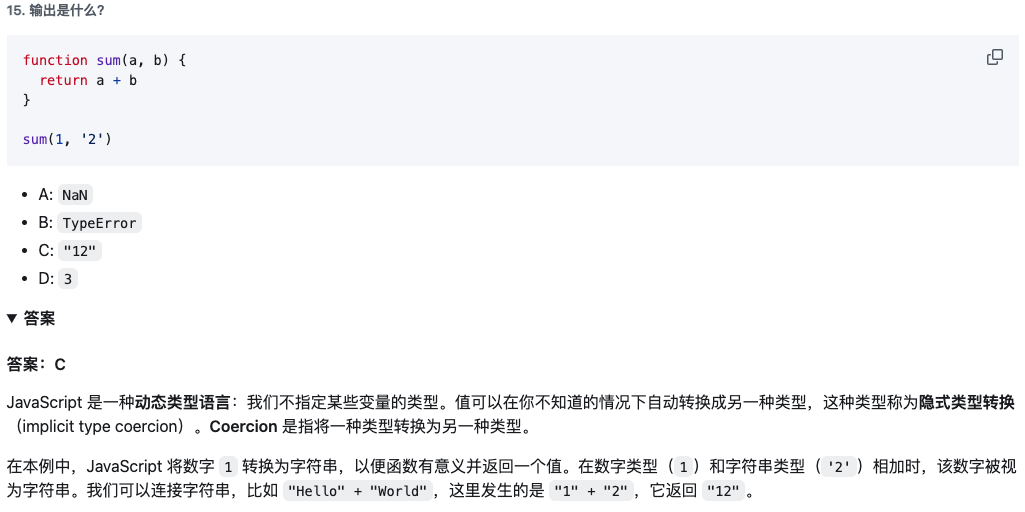 15. 输出是什么?
function sum(a, b) {
  return a + b
}
sum(1, '2')
• A: NaN
• B: TypeError
• C: "12"
• D: 3
▼ 答案
答案：C
JavaScript 是一种动态类型语言：我们不指定某些变量的类型。值可以在你不知道的情况下自动转换成另一种类型，这种类型称为隐式类型转换
（implicit type coercion）。Coercion 是指将一种类型转换为另一种类型。
在本例中，JavaScript 将数字 1 转换为字符串，以便函数有意义并返回一个值。在数字类型（1）和字符串类型（'2'）相加时，该数字被视
为字符串。我们可以连接字符串，比如 "Hello" + "World"，这里发生的是 "1" + "2"，它返回 "12"。